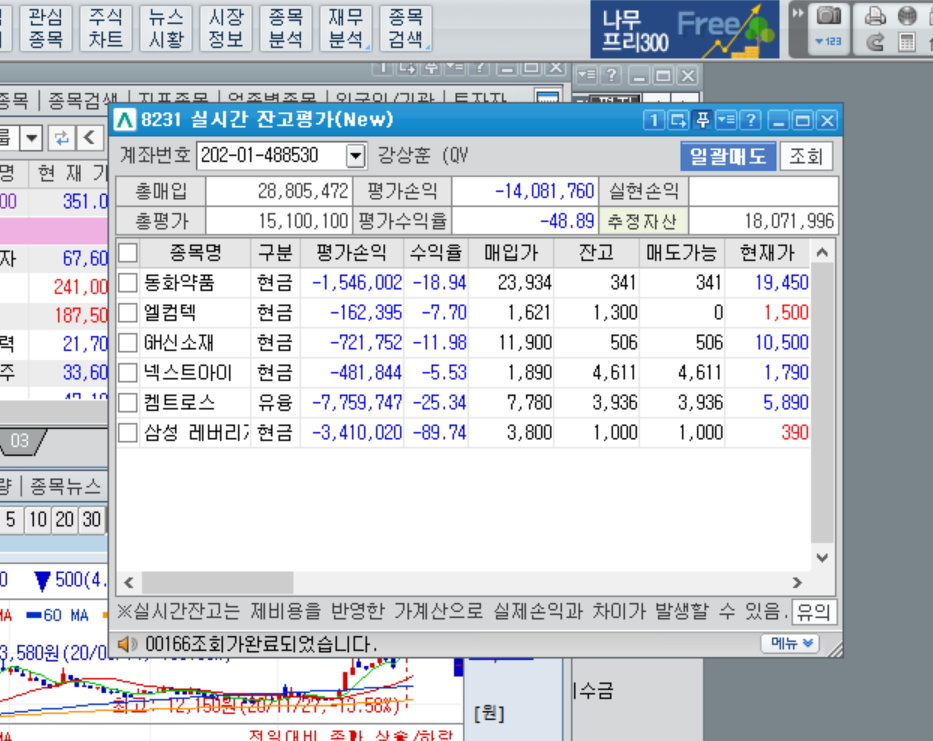 관심 주식 뉴스 시장 종목 재무 종목
종목 차트 시황 정보 분석 분석 검색
나무
프리300
Free
123
종목 | 종목검색 | 지표종목 | 업종별종목 | 외국인/기관 | 투자자
8231 실시간 잔고평가(New)
계좌번호 202-01-488530 강상훈 (QV 일괄매도 조회
총매입 28,805,472 평가손익 -14,081,760 실현손익
총평가 15,100,100 평가수익율 -48.89 추정자산 18,071,996
종목명 구분 평가손익 수익율 매입가 잔고 매도가능 현재가
동화약품 현금 -1,546,002 -18.94 23,934 341 341 19,450
엘컴텍 현금 -162,395 -7.70 1,621 1,300 0 1,500
GH신소재 현금 -721,752 -11.98 11,900 506 506 10,500
넥스트아이 현금 -481,844 -5.53 1,890 4,611 4,611 1,790
켐트로스 유융 -7,759,747 -25.34 7,780 3,936 3,936 5,890
삼성 레버리 현금 -3,410,020 -89.74 3,800 1,000 1,000 390
※실시간잔고는 제비용을 반영한 가계산으로 실제손익과 차이가 발생할 수 있음. 유의
00166조회가완료되었습니다. 메뉴
명 현 재 가
00 351.0
자 67,60
241,00
187,50
력 21,70
주 33,60
03
량 | 종목뉴스
5 10 20 30
0 ▼500(4.
MA 60 MA
3,580원(20/0
최고 : 12,150원(20/11/27, -13.58%)
[원]
수금
전일대비 종가 상승/하락